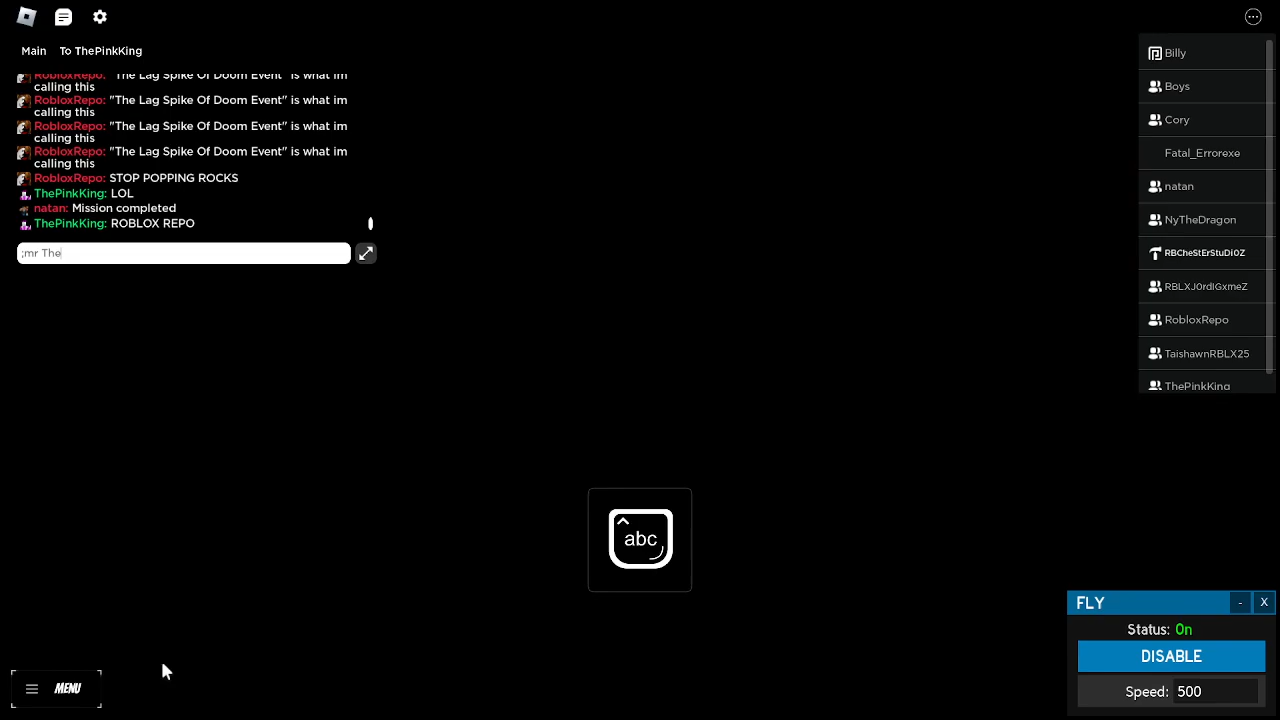 Main To ThePinkKing
RobloxRepo: "The Lag Spike Of Doom Event" is what im
calling this
RobloxRepo: "The Lag Spike Of Doom Event" is what im
calling this
RobloxRepo: "The Lag Spike Of Doom Event" is what im
calling this
RobloxRepo: "The Lag Spike Of Doom Event" is what im
calling this
RobloxRepo: STOP POPPING ROCKS
ThePinkKing: LOL
natan: Mission completed
ThePinkKing: ROBLOX REPO
;mr The
Billy
Boys
Cory
Fatal_Errorexe
natan
NyTheDragon
RBCheStErStuDi0Z
RBLXJ0rdIGxmeZ
RobloxRepo
TaishawnRBLX25
ThePinkKing
abc
FLY - X
Status: On
DISABLE
Speed: 500
MENU